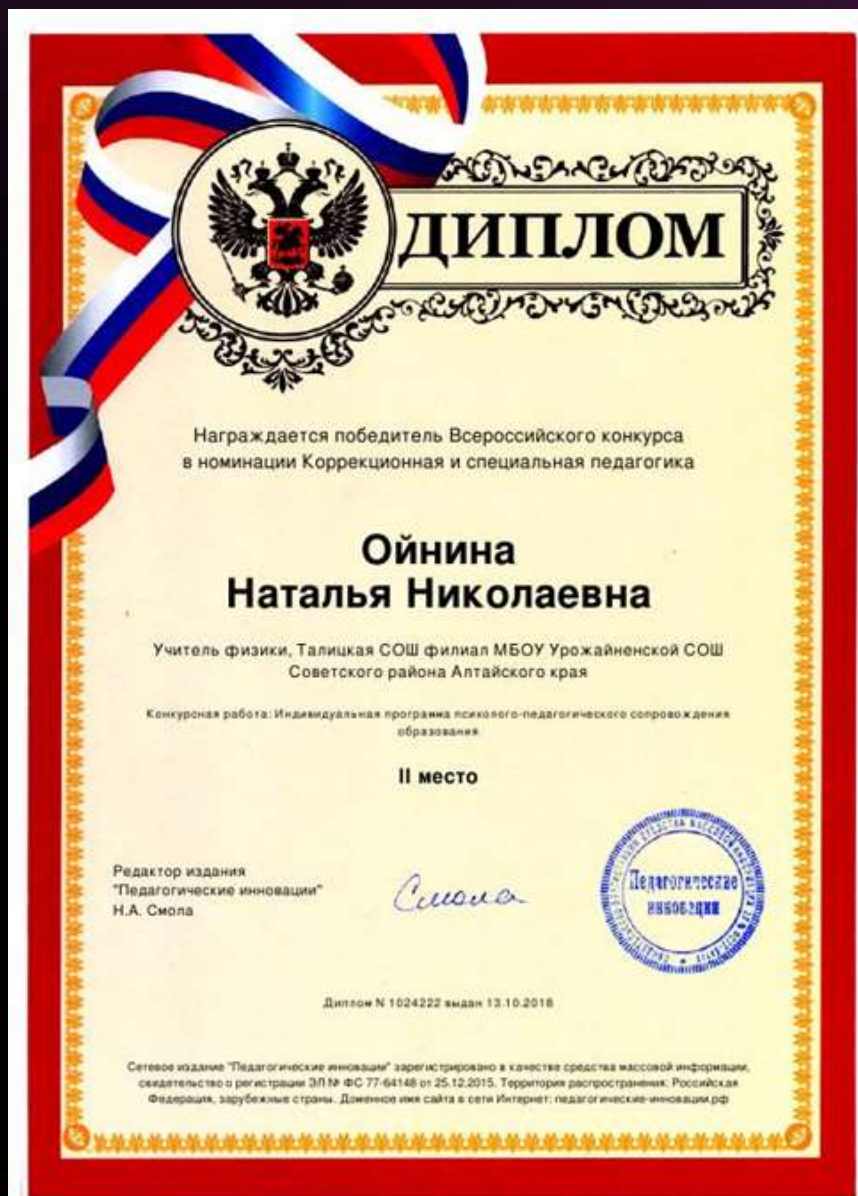 ДИПЛОМ
Награждается победитель Всероссийского конкурса
в номинации Коррекционная и специальная педагогика
Ойнина
Наталья Николаевна
Учитель физики, Талицкая СОШ филиал МБОУ Урожайненской СОШ
Советского района Алтайского края
Конкурсная работа: Индивидуальная программа психолого-педагогического сопровождения
образования
II место
Редактор издания
"Педагогические инновации"
Н.А. Смола
Смола
Педагогические
инновации
Диплом N 1024222 выдан 13.10.2018
Сетевое издание "Педагогические инновации" зарегистрировано в качестве средства массовой информации,
свидетельство о регистрации ЭЛ № ФС 77-64148 от 25.12.2015. Территория распространения: Российская
Федерация, зарубежные страны. Доменное имя сайта в сети Интернет: педагогические-инновации.рф